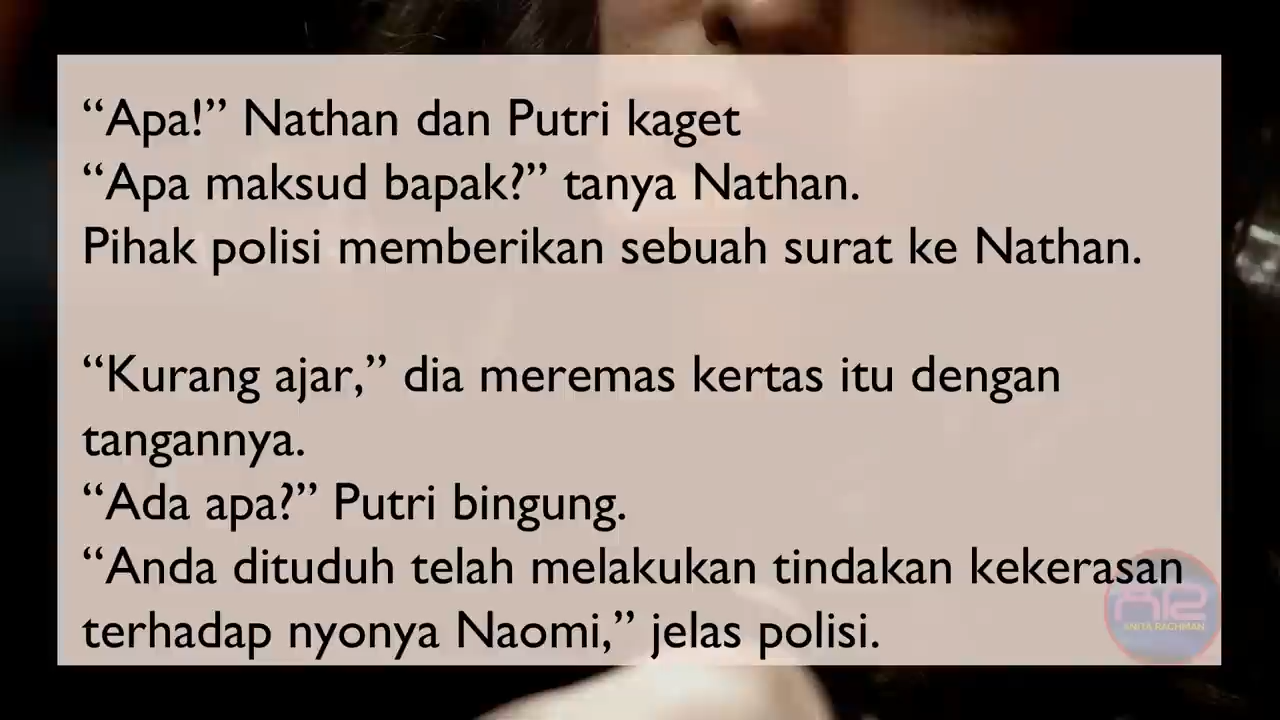 “Apa!” Nathan dan Putri kaget
“Apa maksud bapak?” tanya Nathan.
Pihak polisi memberikan sebuah surat ke Nathan.
“Kurang ajar,” dia meremas kertas itu dengan
tangannya.
“Ada apa?” Putri bingung.
“Anda dituduh telah melakukan tindakan kekerasan
terhadap nyonya Naomi,” jelas polisi.
ANITA RACHMAN